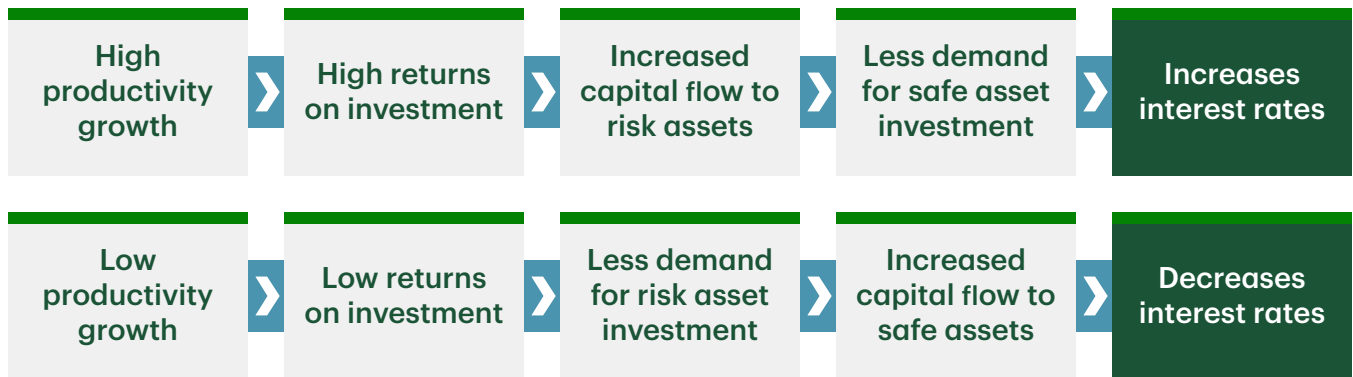 High
productivity
growth
High returns
on investment
Increased
capital flow to
risk assets
Less demand
for safe asset
investment
Increases
interest rates
Low
productivity
growth
Low returns
on investment
Less demand
for risk asset
investment
Increased
capital flow to
safe assets
Decreases
interest rates